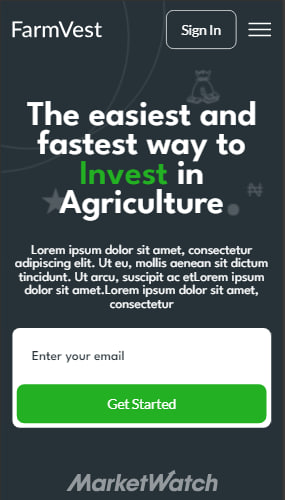 FarmVest
Sign In
The easiest and
fastest way to
Invest in
Agriculture
₦
Lorem ipsum dolor sit amet, consectetur
adipiscing elit. Ut eu, mollis aenean sit dictum
tincidunt. Ut arcu, suscipit ac etLorem ipsum
dolor sit amet.Lorem ipsum dolor sit amet,
consectetur
Enter your email
Get Started
MarketWatch